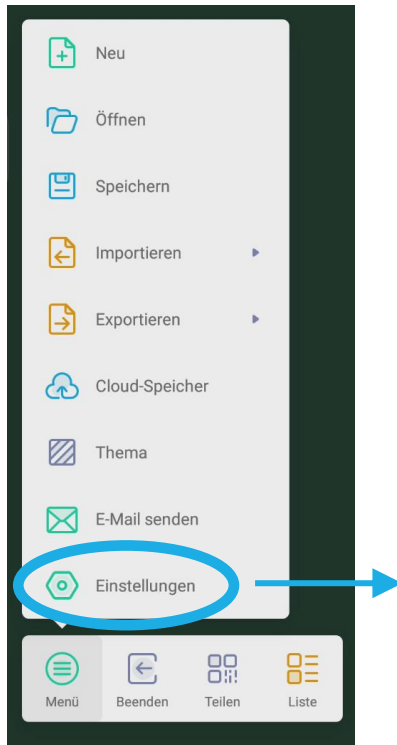 Neu
Öffnen
Speichern
Importieren
Exportieren
Cloud-Speicher
Thema
E-Mail senden
Einstellungen
Menü Beenden Teilen Liste